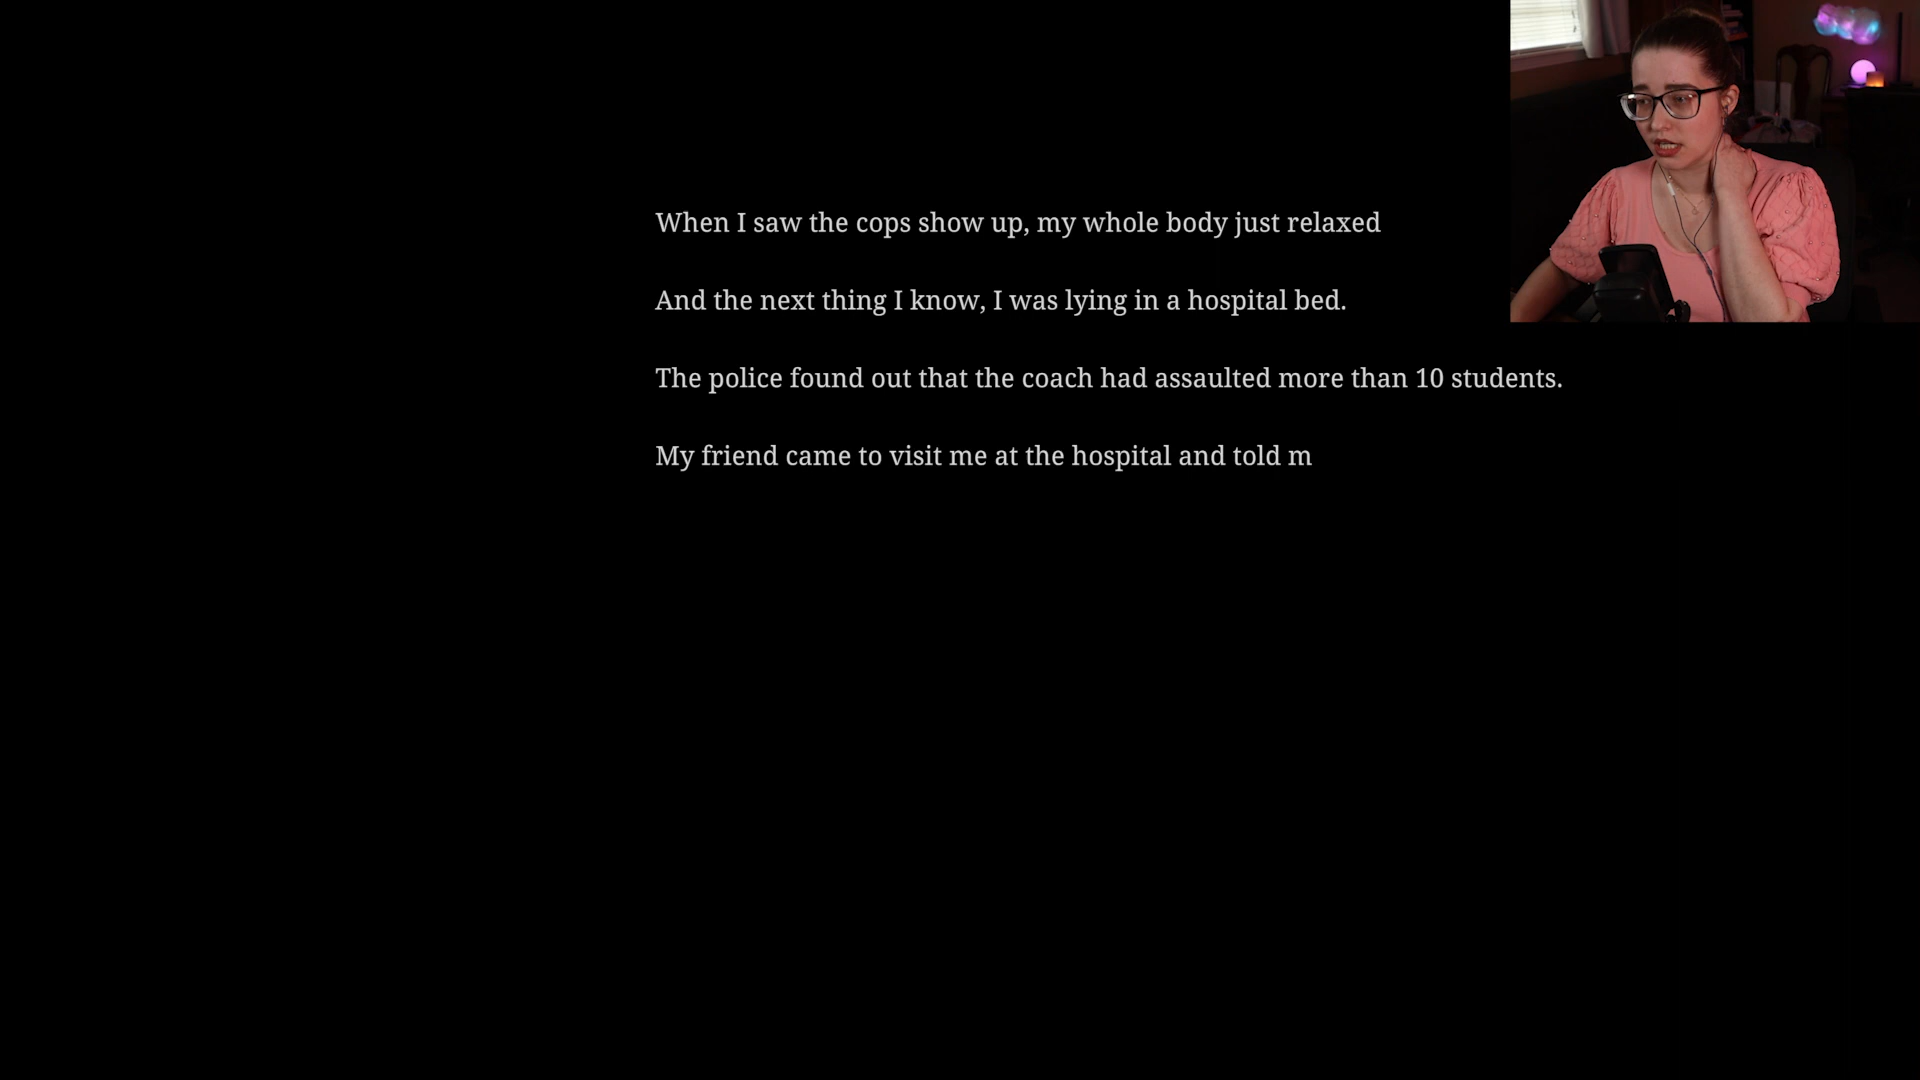 When I saw the cops show up, my whole body just relaxed
And the next thing I know, I was lying in a hospital bed.
The police found out that the coach had assaulted more than 10 students.
My friend came to visit me at the hospital and told m